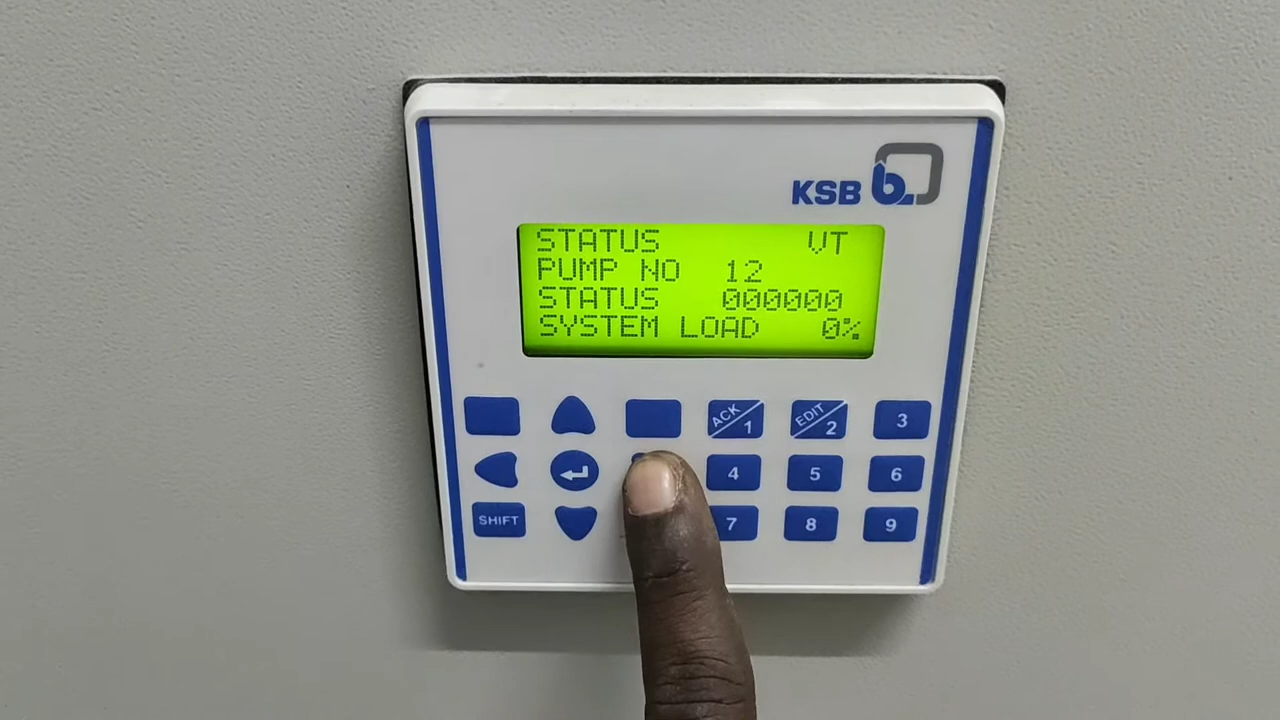 KSB b
STATUS VT
PUMP NO 12
STATUS 000000
SYSTEM LOAD 0%
ACK 1 EDIT 2 3
4 5 6
SHIFT 7 8 9